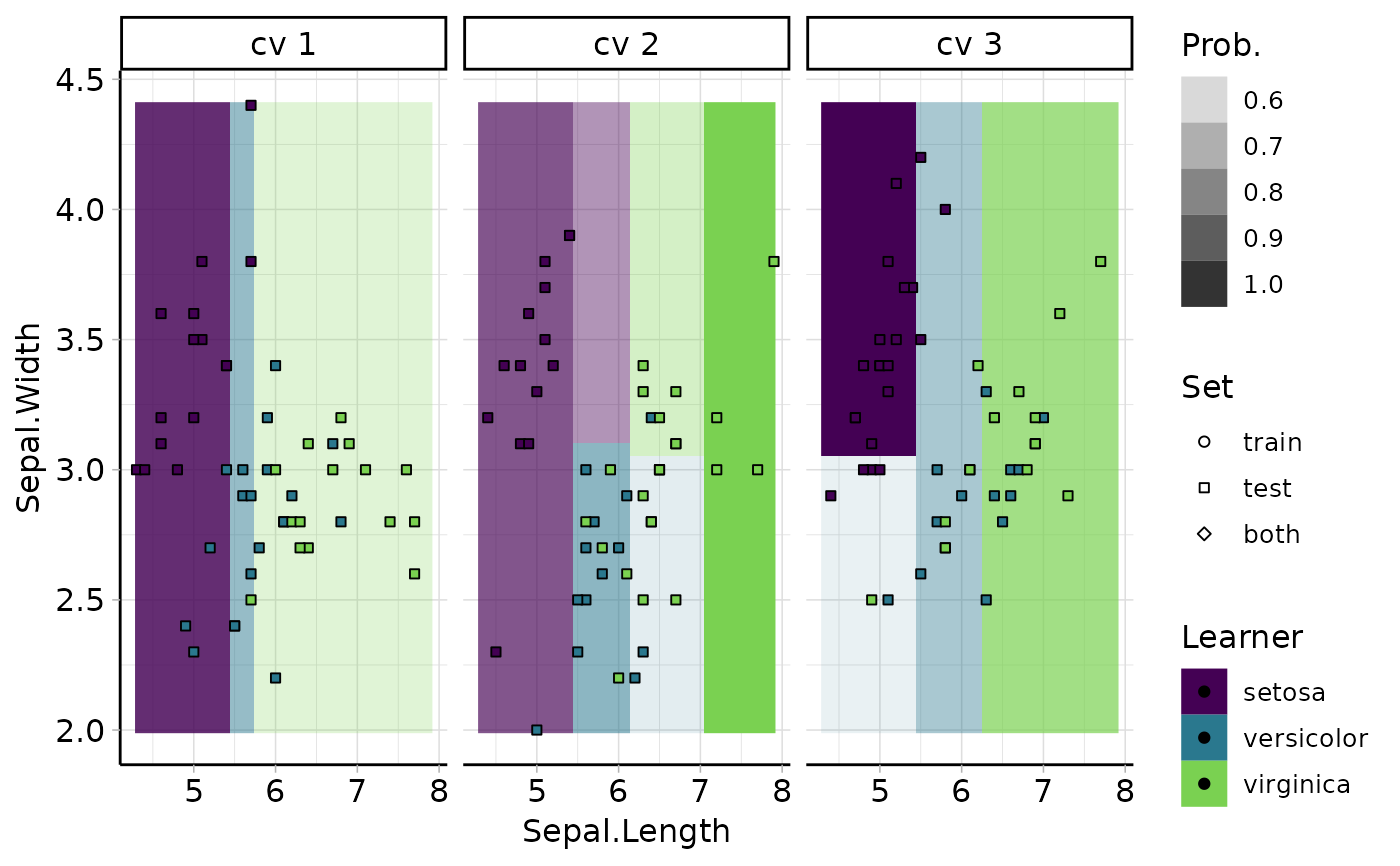 cv 1
cv 2
cv 3
4.5
4.0
3.5
3.0
2.5
2.0
Sepal.Width
5 6 7 8
5 6 7 8
5 6 7 8
Sepal.Length
Prob.
0.6
0.7
0.8
0.9
1.0
Set
train
test
both
Learner
setosa
versicolor
virginica